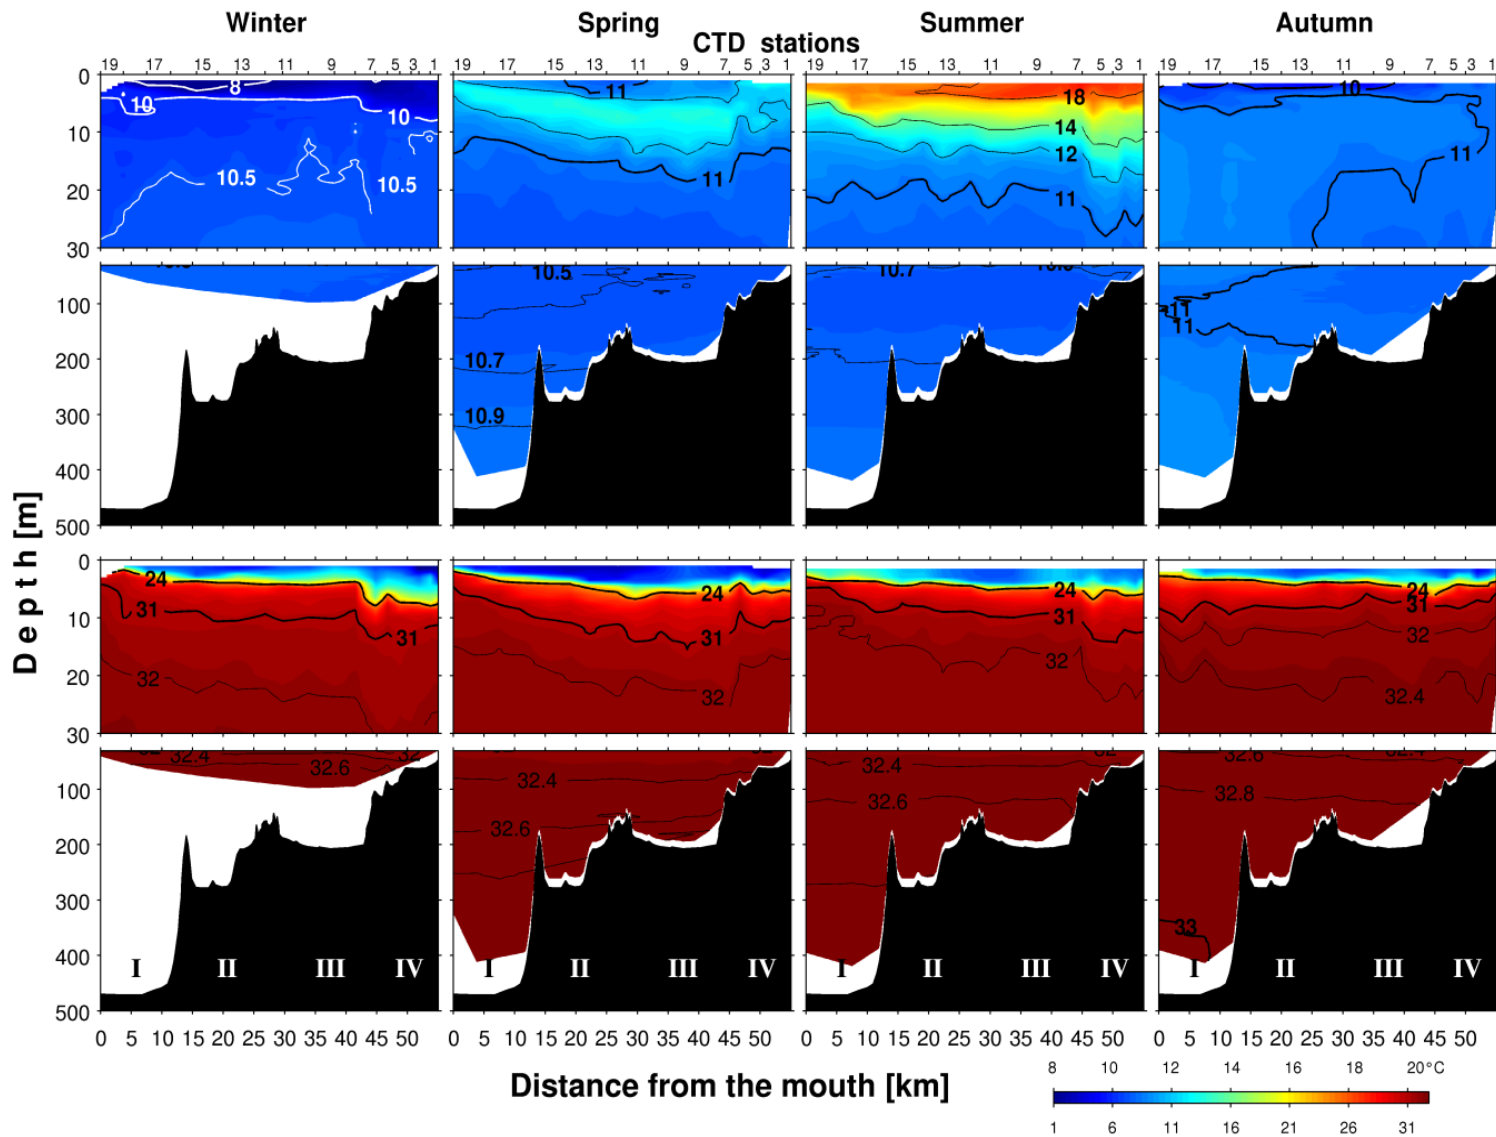 Winter Spring Summer Autumn
CTD stations
19 17 15 13 11 9 7 5 3 1 19 17 15 13 11 9 7 5 3 1 19 17 15 13 11 9 7 5 3 1 19 17 15 13 11 9 7 5 3 1
0 8 11 18 10
10 10 10 14
12 11
20 10.5 10.5 11 11
30
10.5 10.7
100 11
11
200 10.7
300
10.9
400
500
Depth [m]
0 24 24 24 24
10 31 31 31 31 31
32
20 32 32 32 32.4
30
32.4 32.6 32 32.4 32.4 32.6
100 32.6 32.8
32.6
200
300
33
400 I II III IV I II III IV I II III IV I II III IV
500
0 5 10 15 20 25 30 35 40 45 50 0 5 10 15 20 25 30 35 40 45 50 0 5 10 15 20 25 30 35 40 45 50 0 5 10 15 20 25 30 35 40 45 50
Distance from the mouth [km]
8 10 12 14 16 18 20°C
1 6 11 16 21 26 31